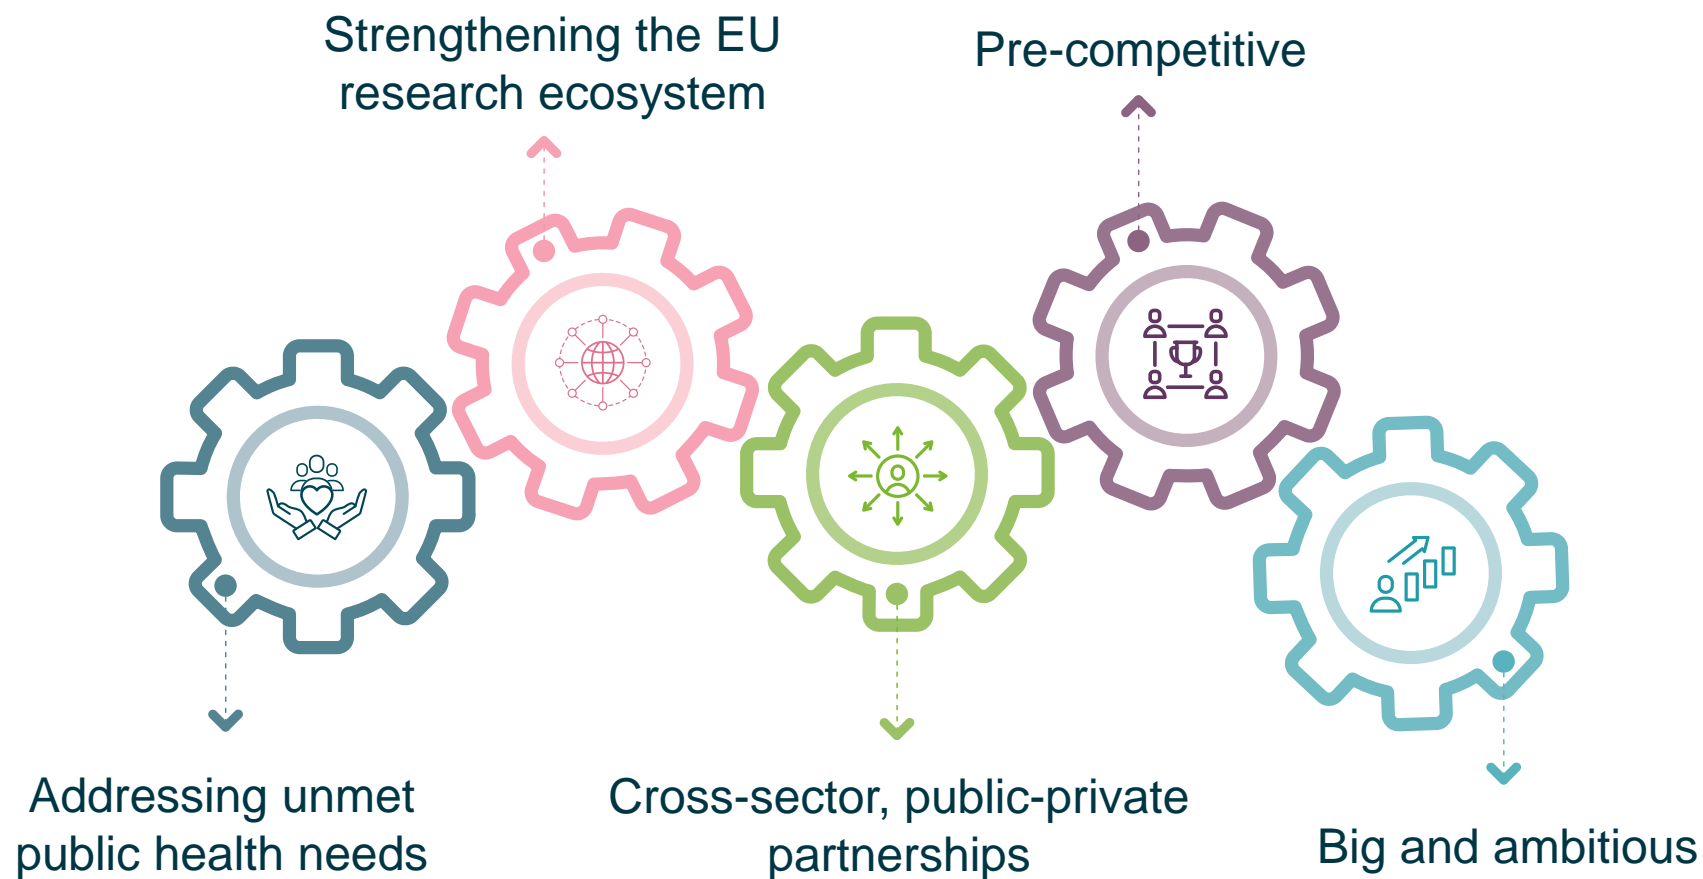 Strengthening the EU
research ecosystem
Pre-competitive
Addressing unmet
public health needs
Cross-sector, public-private
partnerships
Big and ambitious